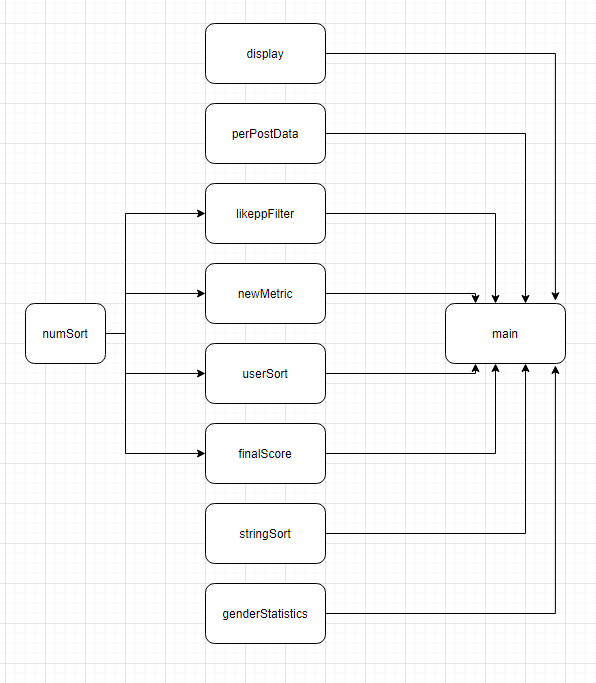 display
perPostData
likeppFilter
newMetric
numSort
main
userSort
finalScore
stringSort
genderStatistics